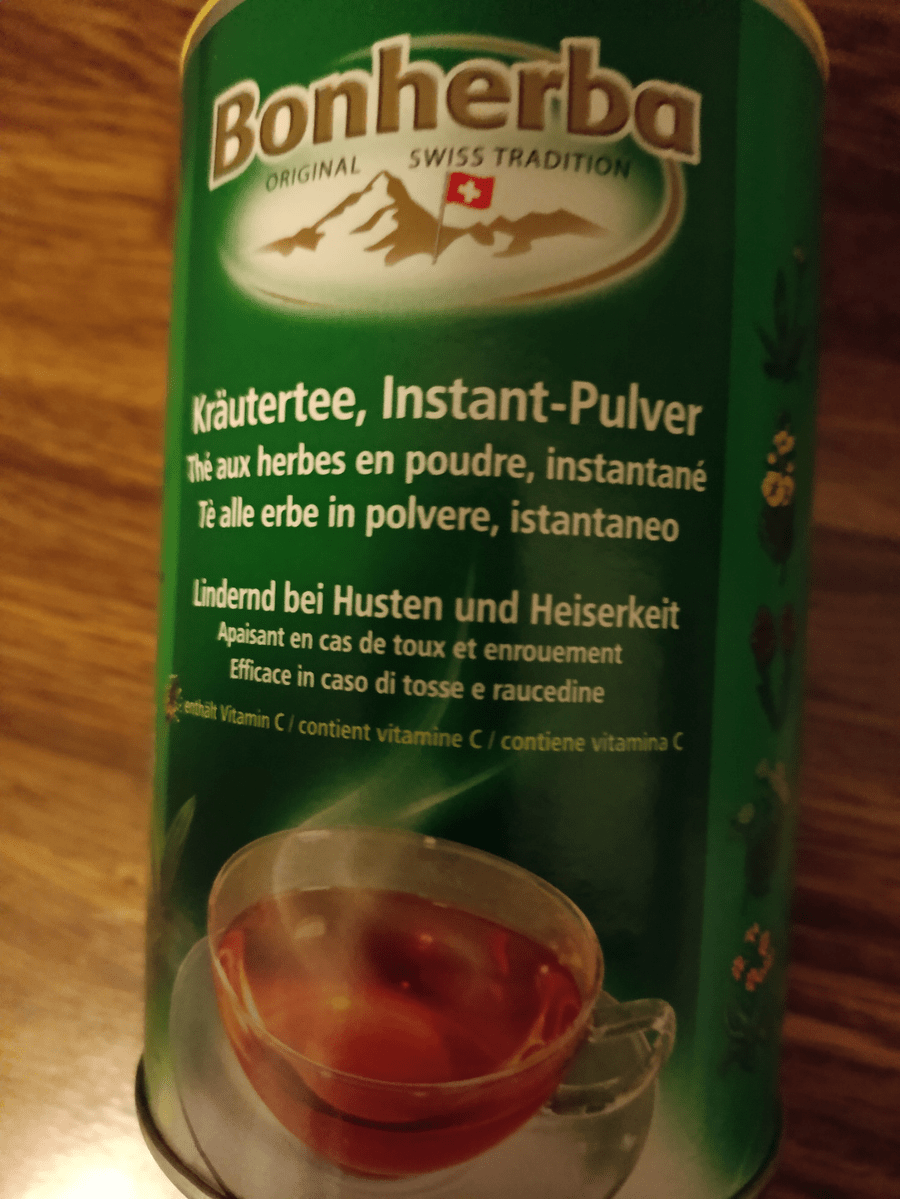 Bonherba
ORIGINAL SWISS TRADITION
Kräutertee, Instant-Pulver
Thé aux herbes en poudre, instantané
Tè alle erbe in polvere, istantaneo
Lindernd bei Husten und Heiserkeit
Apaisant en cas de toux et enrouement
Efficace in caso di tosse e raucedine
enthält Vitamin C / contient vitamine C / contiene vitamina C